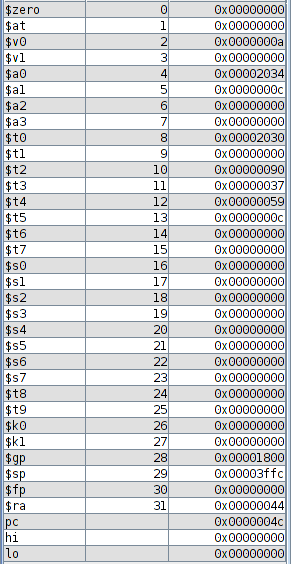 $zero 0 0x00000000
$at 1 0x00000000
$v0 2 0x0000000a
$v1 3 0x00000000
$a0 4 0x00002034
$a1 5 0x0000000c
$a2 6 0x00000000
$a3 7 0x00000000
$t0 8 0x00002030
$t1 9 0x00000000
$t2 10 0x00000090
$t3 11 0x00000037
$t4 12 0x00000059
$t5 13 0x0000000c
$t6 14 0x00000000
$t7 15 0x00000000
$s0 16 0x00000000
$s1 17 0x00000000
$s2 18 0x00000000
$s3 19 0x00000000
$s4 20 0x00000000
$s5 21 0x00000000
$s6 22 0x00000000
$s7 23 0x00000000
$t8 24 0x00000000
$t9 25 0x00000000
$k0 26 0x00000000
$k1 27 0x00000000
$gp 28 0x00001800
$sp 29 0x00003ffc
$fp 30 0x00000000
$ra 31 0x00000044
pc 0x0000004c
hi 0x00000000
lo 0x00000000